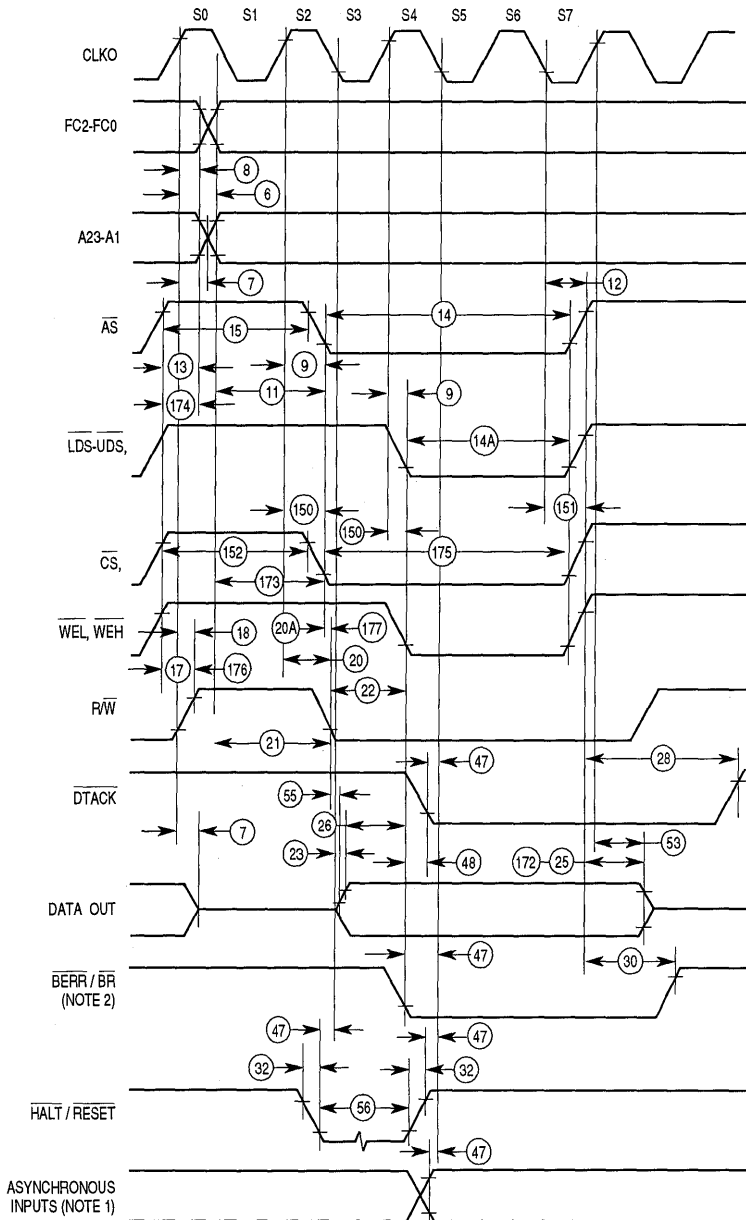 S0 S1 S2 S3 S4 S5 S6 S7
CLKO
FC2-FC0
8
6
A23-A1
7
12
AS
14
15
13
9
11
9
174
LDS-UDS,
14A
150
151
150
152
175
CS,
173
WEL, WEH
18
20A
177
17
176
20
22
R/W
21
28
47
DTACK
55
26
7
53
23
48
172
25
DATA OUT
47
30
BERR / BR
(NOTE 2)
47
47
32
32
HALT / RESET
56
47
ASYNCHRONOUS
INPUTS (NOTE 1)